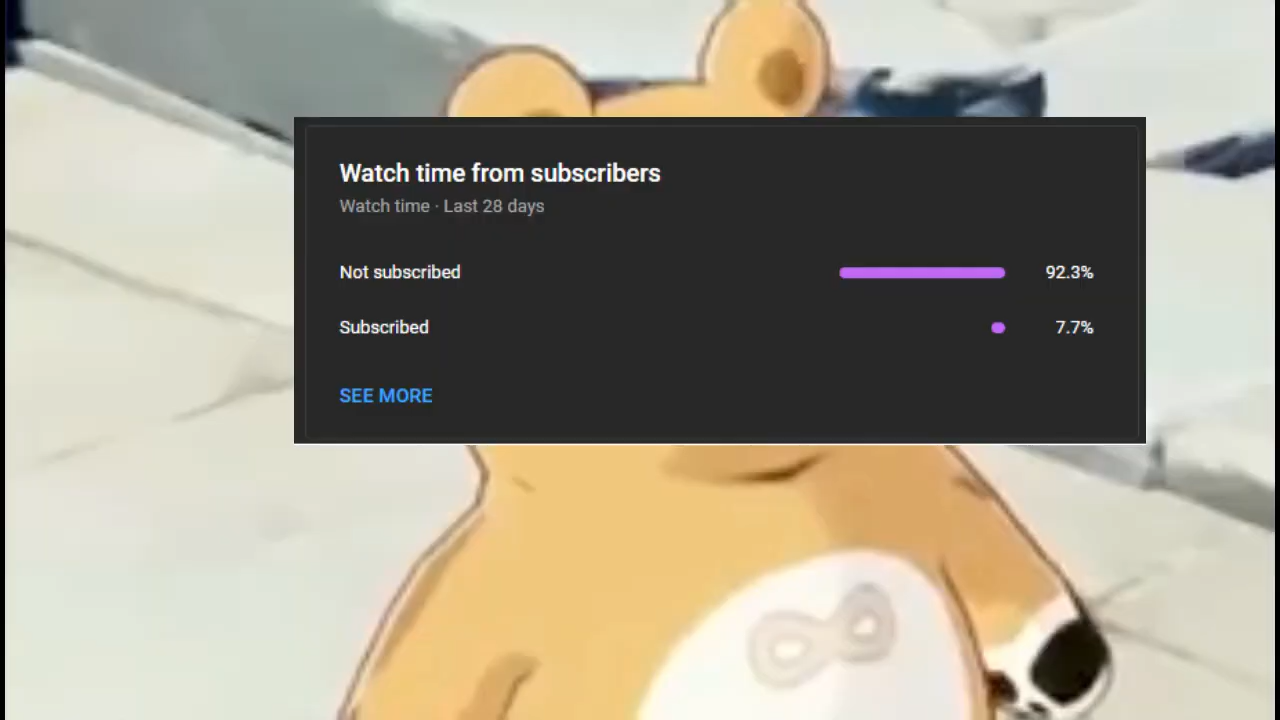 Watch time from subscribers
Watch time · Last 28 days
Not subscribed 92.3%
Subscribed 7.7%
SEE MORE